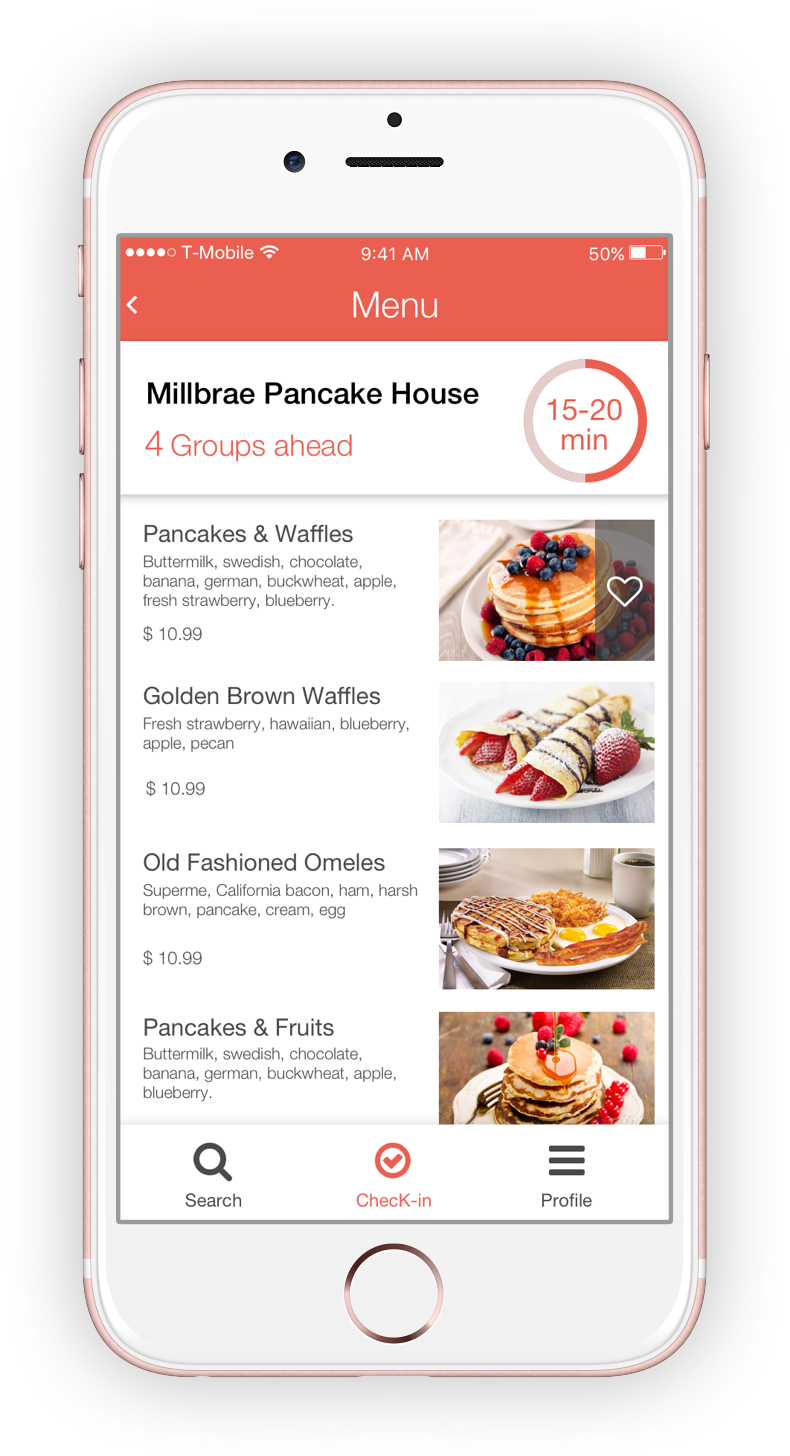 T-Mobile 9:41 AM 50%
Menu
Millbrae Pancake House
4 Groups ahead
15-20
min
Pancakes & Waffles
Buttermilk, swedish, chocolate,
banana, german, buckwheat, apple,
fresh strawberry, blueberry.
$ 10.99
Golden Brown Waffles
Fresh strawberry, hawaiian, blueberry,
apple, pecan
$ 10.99
Old Fashioned Omeles
Superme, California bacon, ham, harsh
brown, pancake, cream, egg
$ 10.99
Pancakes & Fruits
Buttermilk, swedish, chocolate,
banana, german, buckwheat, apple,
blueberry.
Search ChecK-in Profile